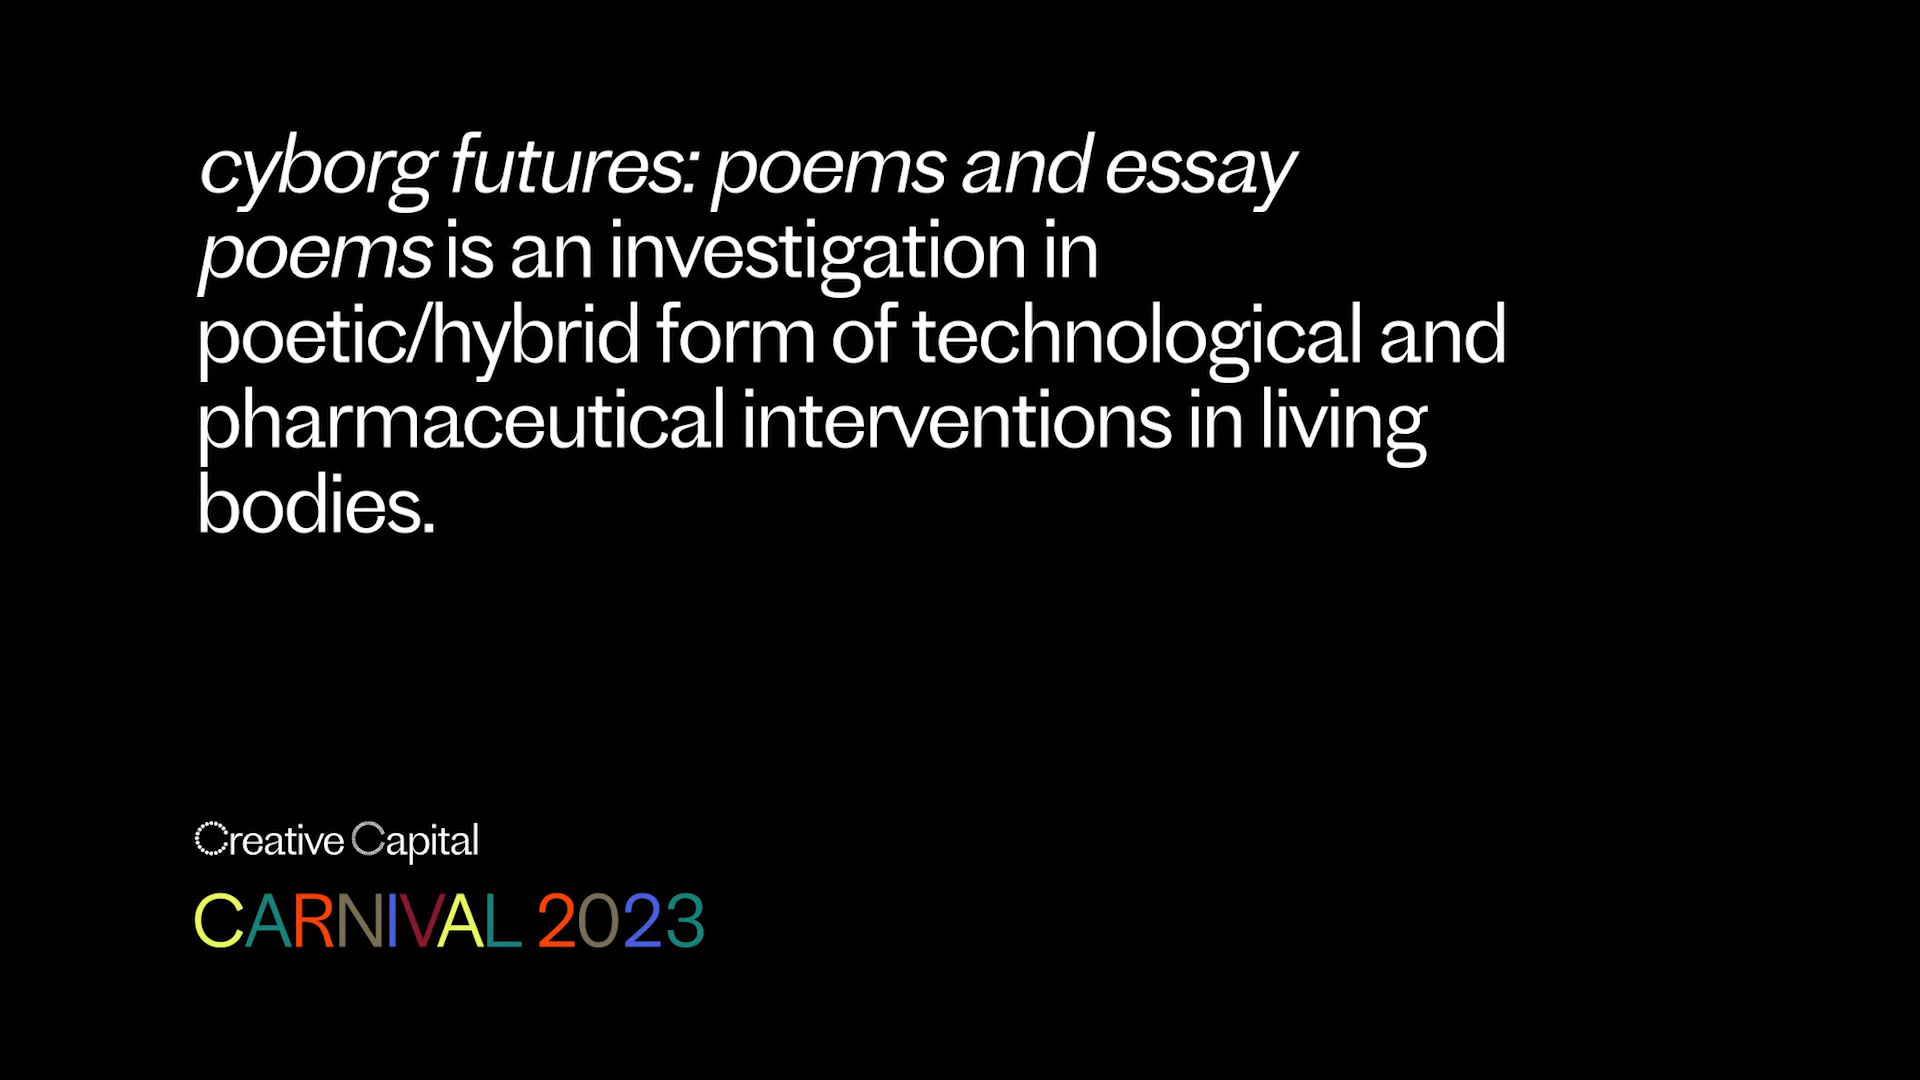 cyborg futures: poems and essay
poems is an investigation in
poetic/hybrid form of technological and
pharmaceutical interventions in living
bodies.
Creative Capital
CARNIVAL 2023